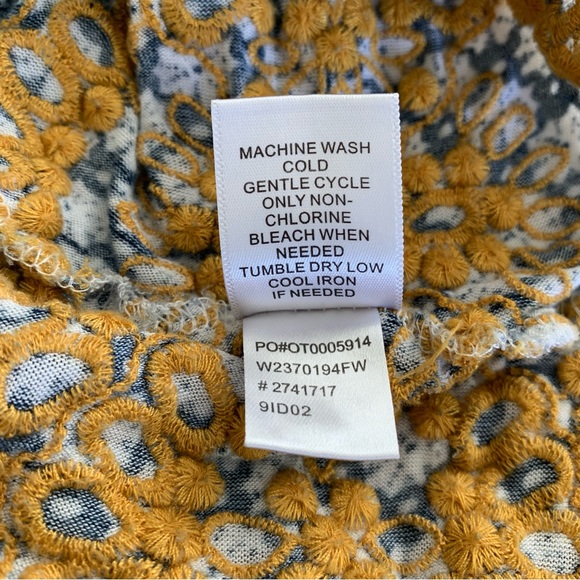 MACHINE WASH
COLD
GENTLE CYCLE
ONLY NON-
CHLORINE
BLEACH WHEN
NEEDED
TUMBLE DRY LOW
COOL IRON
IF NEEDED
PO#OT0005914
W2370194FW
# 2741717
9ID02